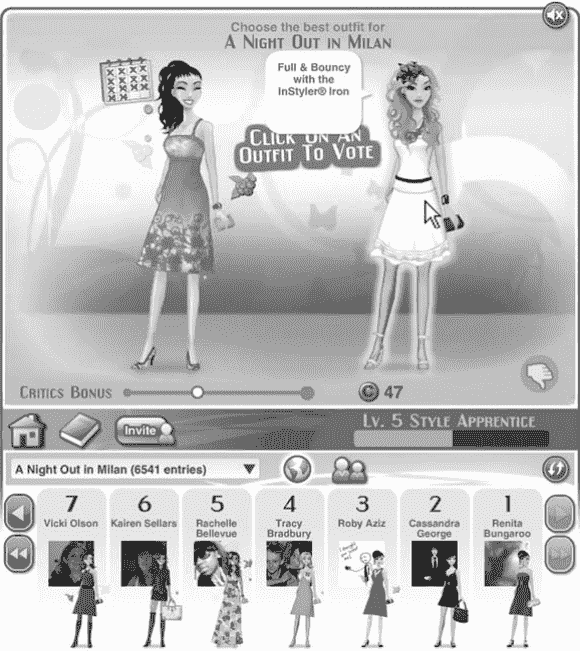 Choose the best outfit for
A Night Out in Milan
Full & Bouncy
with the
InStyler® Iron
Click On An
Outfit To Vote
Critics Bonus
C 47
Lv. 5 Style Apprentice
Invite
A Night Out in Milan (6541 entries)
7 6 5 4 3 2 1
Vicki Olson Kairen Sellars Rachelle Bellevue Tracy Bradbury Roby Aziz Cassandra George Renita Bungaroo